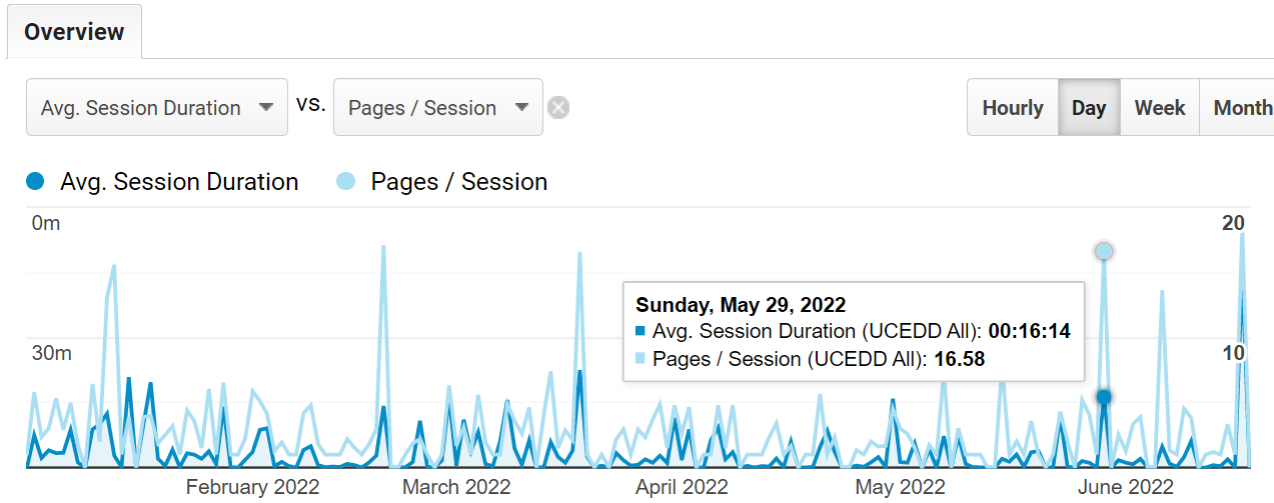 Overview
Avg. Session Duration vs. Pages / Session
Hourly Day Week Month
Avg. Session Duration Pages / Session
0m 20
30m 10
Sunday, May 29, 2022
Avg. Session Duration (UCEDD All): 00:16:14
Pages / Session (UCEDD All): 16.58
February 2022 March 2022 April 2022 May 2022 June 2022